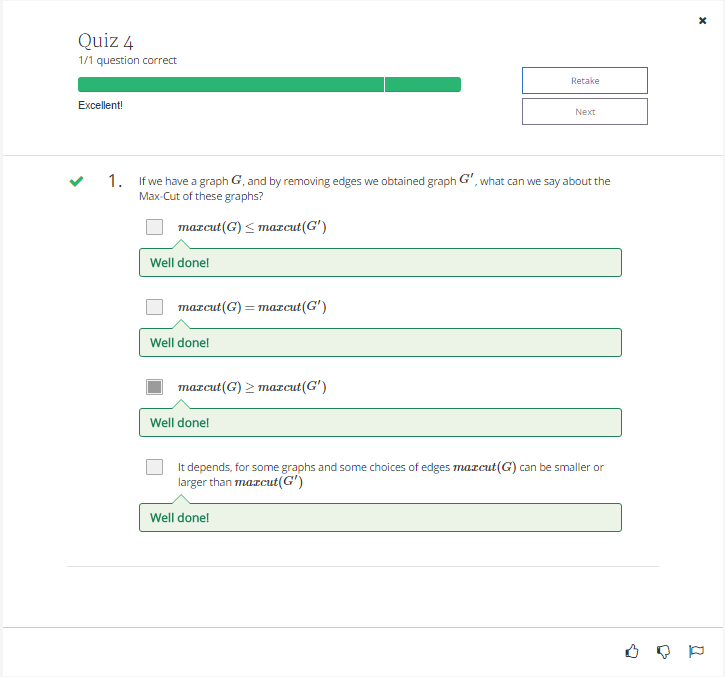 Quiz 4
1/1 question correct
Excellent!
Retake
Next
1. If we have a graph G, and by removing edges we obtained graph G′, what can we say about the
Max-Cut of these graphs?
maxcut(G) ≤ maxcut(G′)
Well done!
maxcut(G) = maxcut(G′)
Well done!
maxcut(G) ≥ maxcut(G′)
Well done!
It depends, for some graphs and some choices of edges maxcut(G) can be smaller or
larger than maxcut(G′)
Well done!